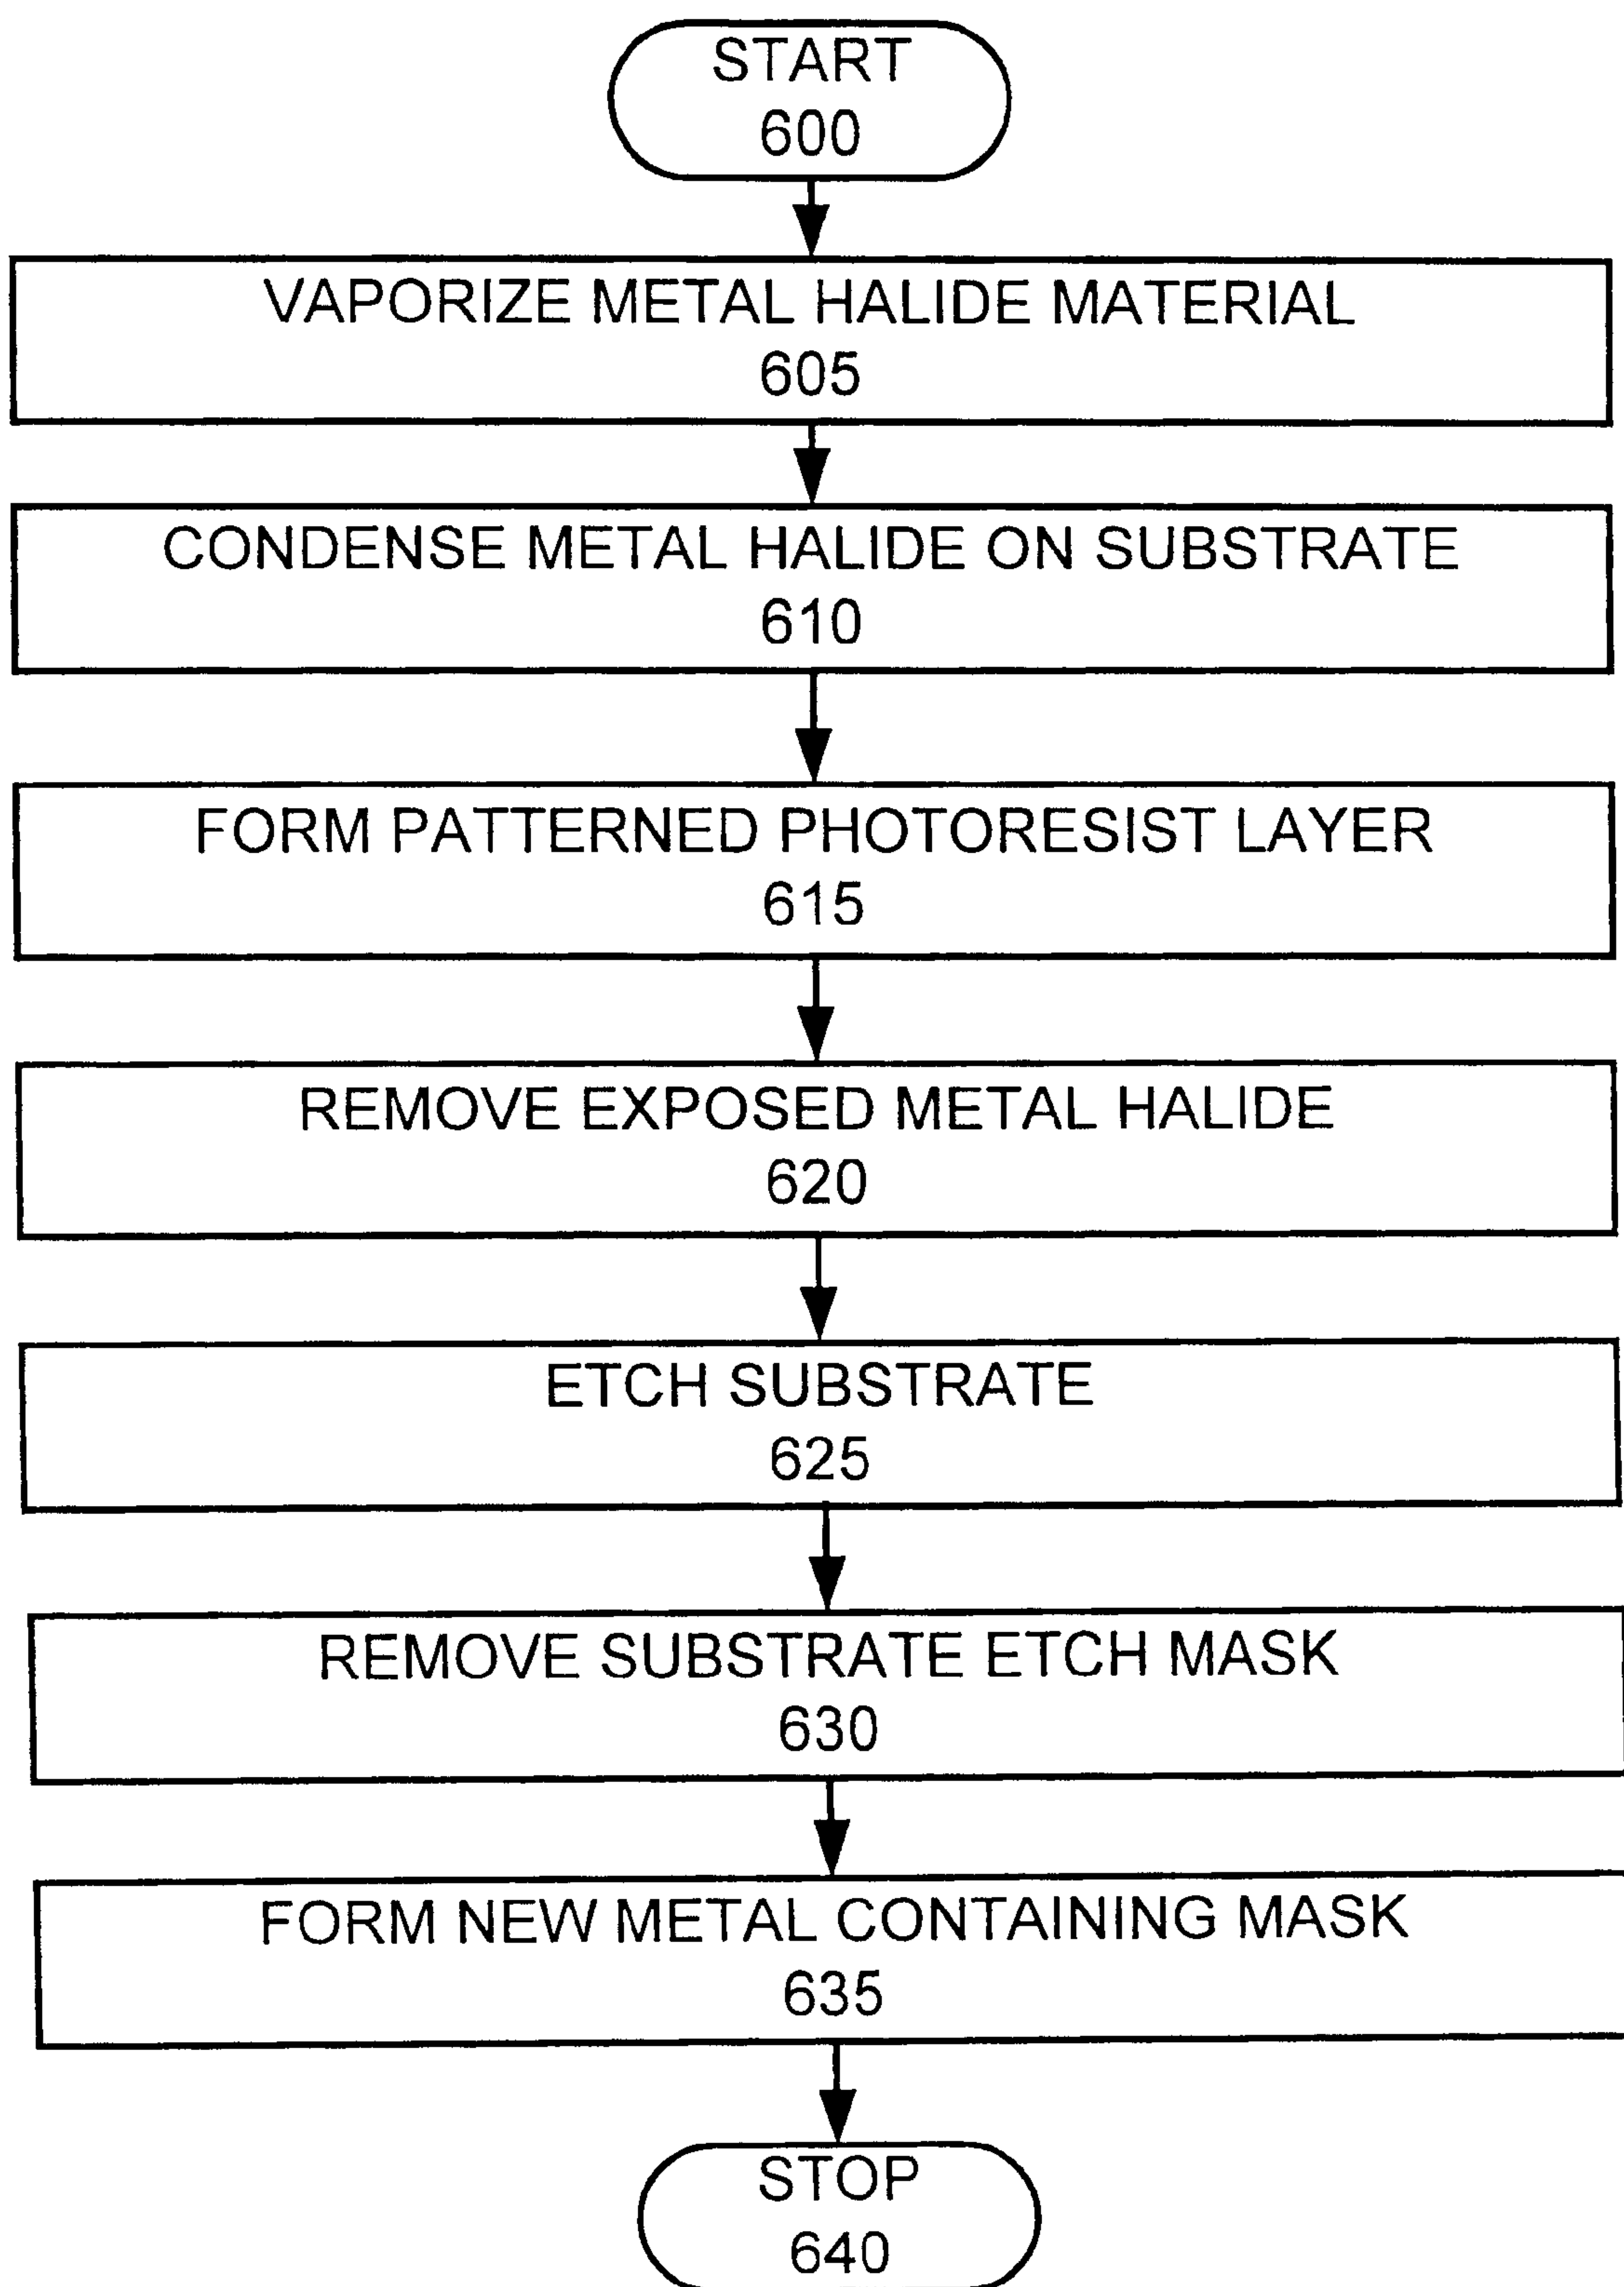 START
600
VAPORIZE METAL HALIDE MATERIAL
605
CONDENSE METAL HALIDE ON SUBSTRATE
610
FORM PATTERNED PHOTORESIST LAYER
615
REMOVE EXPOSED METAL HALIDE
620
ETCH SUBSTRATE
625
REMOVE SUBSTRATE ETCH MASK
630
FORM NEW METAL CONTAINING MASK
635
STOP
640